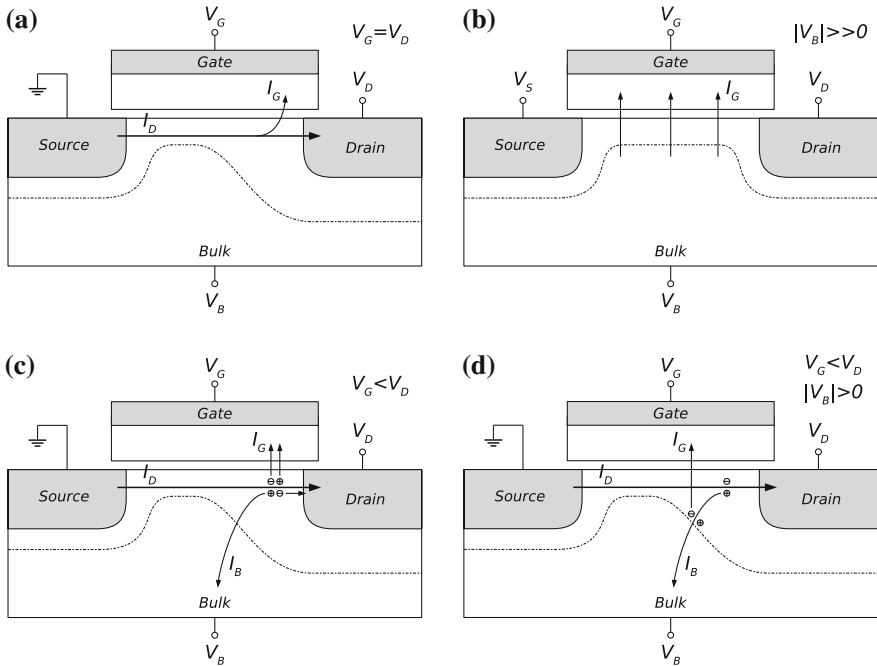 (a)
V_G
V_G=V_D
Gate
I_G
V_D
I_D
Source
Drain
Bulk
V_B
(b)
V_G
|V_B|>>0
Gate
V_S
I_G
V_D
Source
Drain
Bulk
V_B
(c)
V_G
V_G<V_D
Gate
I_G
V_D
I_D
⊖ ⊕
⊕ ⊖
Source
Drain
I_B
Bulk
V_B
(d)
V_G
V_G<V_D
|V_B|>0
Gate
I_G
V_D
I_D
⊖
⊕
Source
Drain
⊖
⊕
I_B
Bulk
V_B